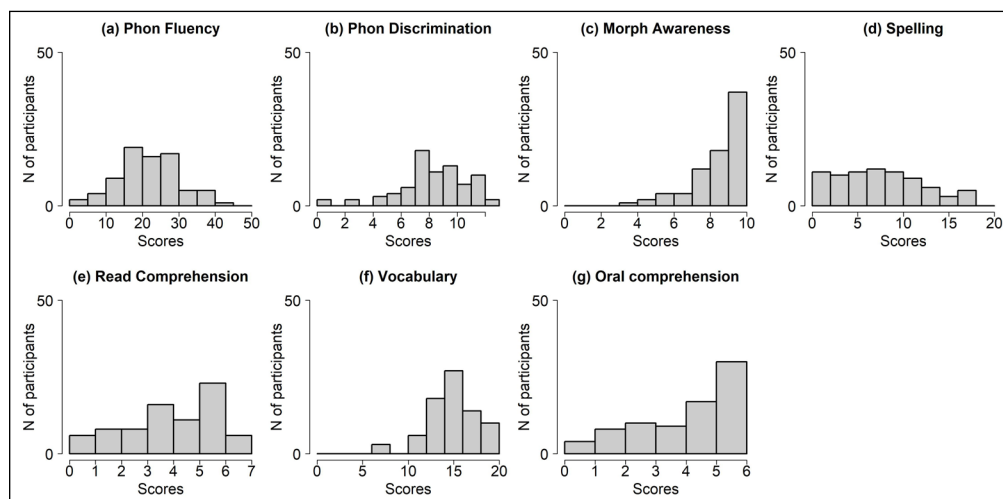 (a) Phon Fluency
50
0
N of participants
0 10 20 30 40 50
Scores
(b) Phon Discrimination
50
0
N of participants
0 2 4 6 8 10
Scores
(c) Morph Awareness
50
0
N of participants
0 2 4 6 8 10
Scores
(d) Spelling
50
0
N of participants
0 5 10 15 20
Scores
(e) Read Comprehension
50
0
N of participants
0 1 2 3 4 5 6 7
Scores
(f) Vocabulary
50
0
N of participants
0 5 10 15 20
Scores
(g) Oral comprehension
50
0
N of participants
0 1 2 3 4 5 6
Scores